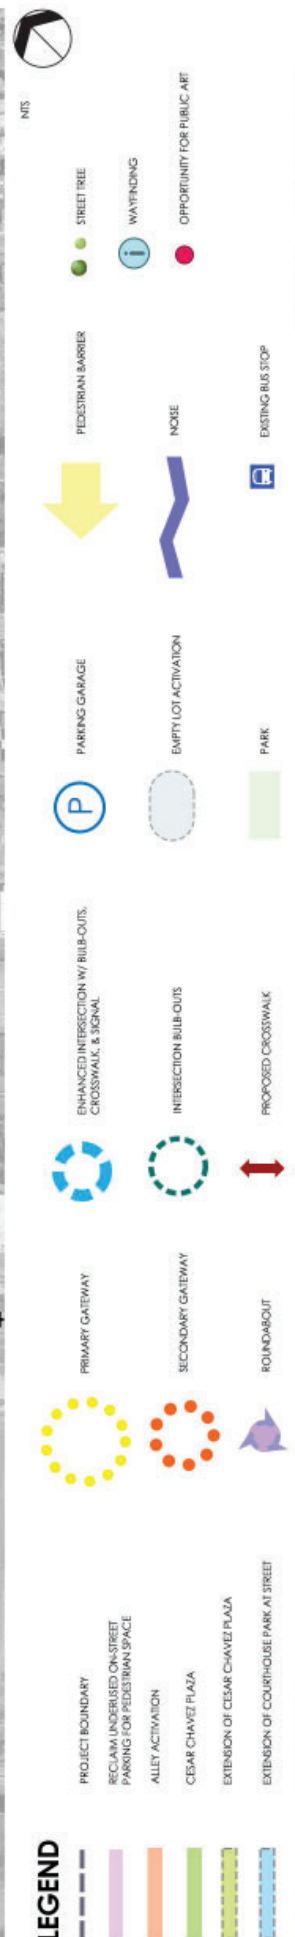 LEGEND
PROJECT BOUNDARY
RECLAIM UNDERUSED ON-STREET
PARKING FOR PEDESTRIAN SPACE
ALLEY ACTIVATION
CESAR CHAVEZ PLAZA
EXTENSION OF CESAR CHAVEZ PLAZA
EXTENSION OF COURTHOUSE PARK AT STREET
PRIMARY GATEWAY
SECONDARY GATEWAY
ROUNDABOUT
ENHANCED INTERSECTION W/ BULB-OUTS,
CROSSWALK, & SIGNAL
INTERSECTION BULB-OUTS
PROPOSED CROSSWALK
P
PARKING GARAGE
EMPTY LOT ACTIVATION
PARK
PEDESTRIAN BARRIER
NOISE
EXISTING BUS STOP
STREET TREE
i
WAYFINDING
OPPORTUNITY FOR PUBLIC ART
NTS